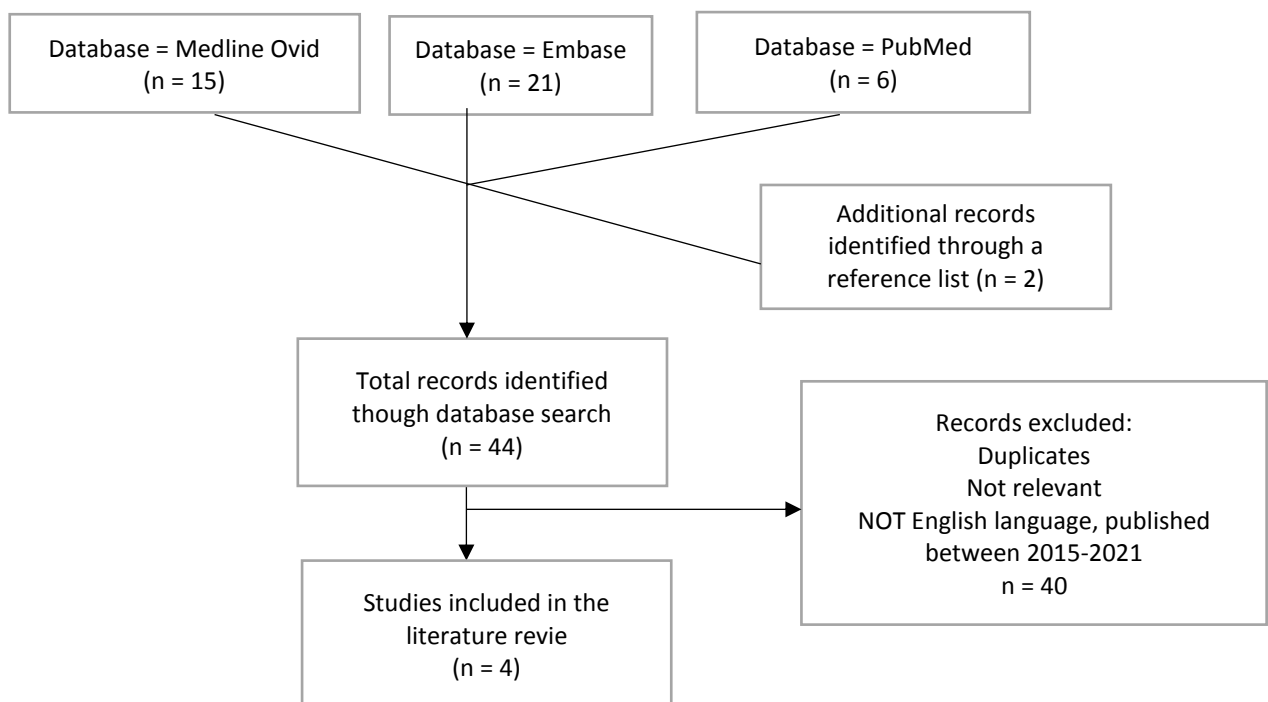 Database = Medline Ovid
(n = 15)
Database = Embase
(n = 21)
Database = PubMed
(n = 6)
Additional records
identified through a
reference list (n = 2)
Total records identified
though database search
(n = 44)
Records excluded:
Duplicates
Not relevant
NOT English language, published
between 2015-2021
n = 40
Studies included in the
literature revie
(n = 4)